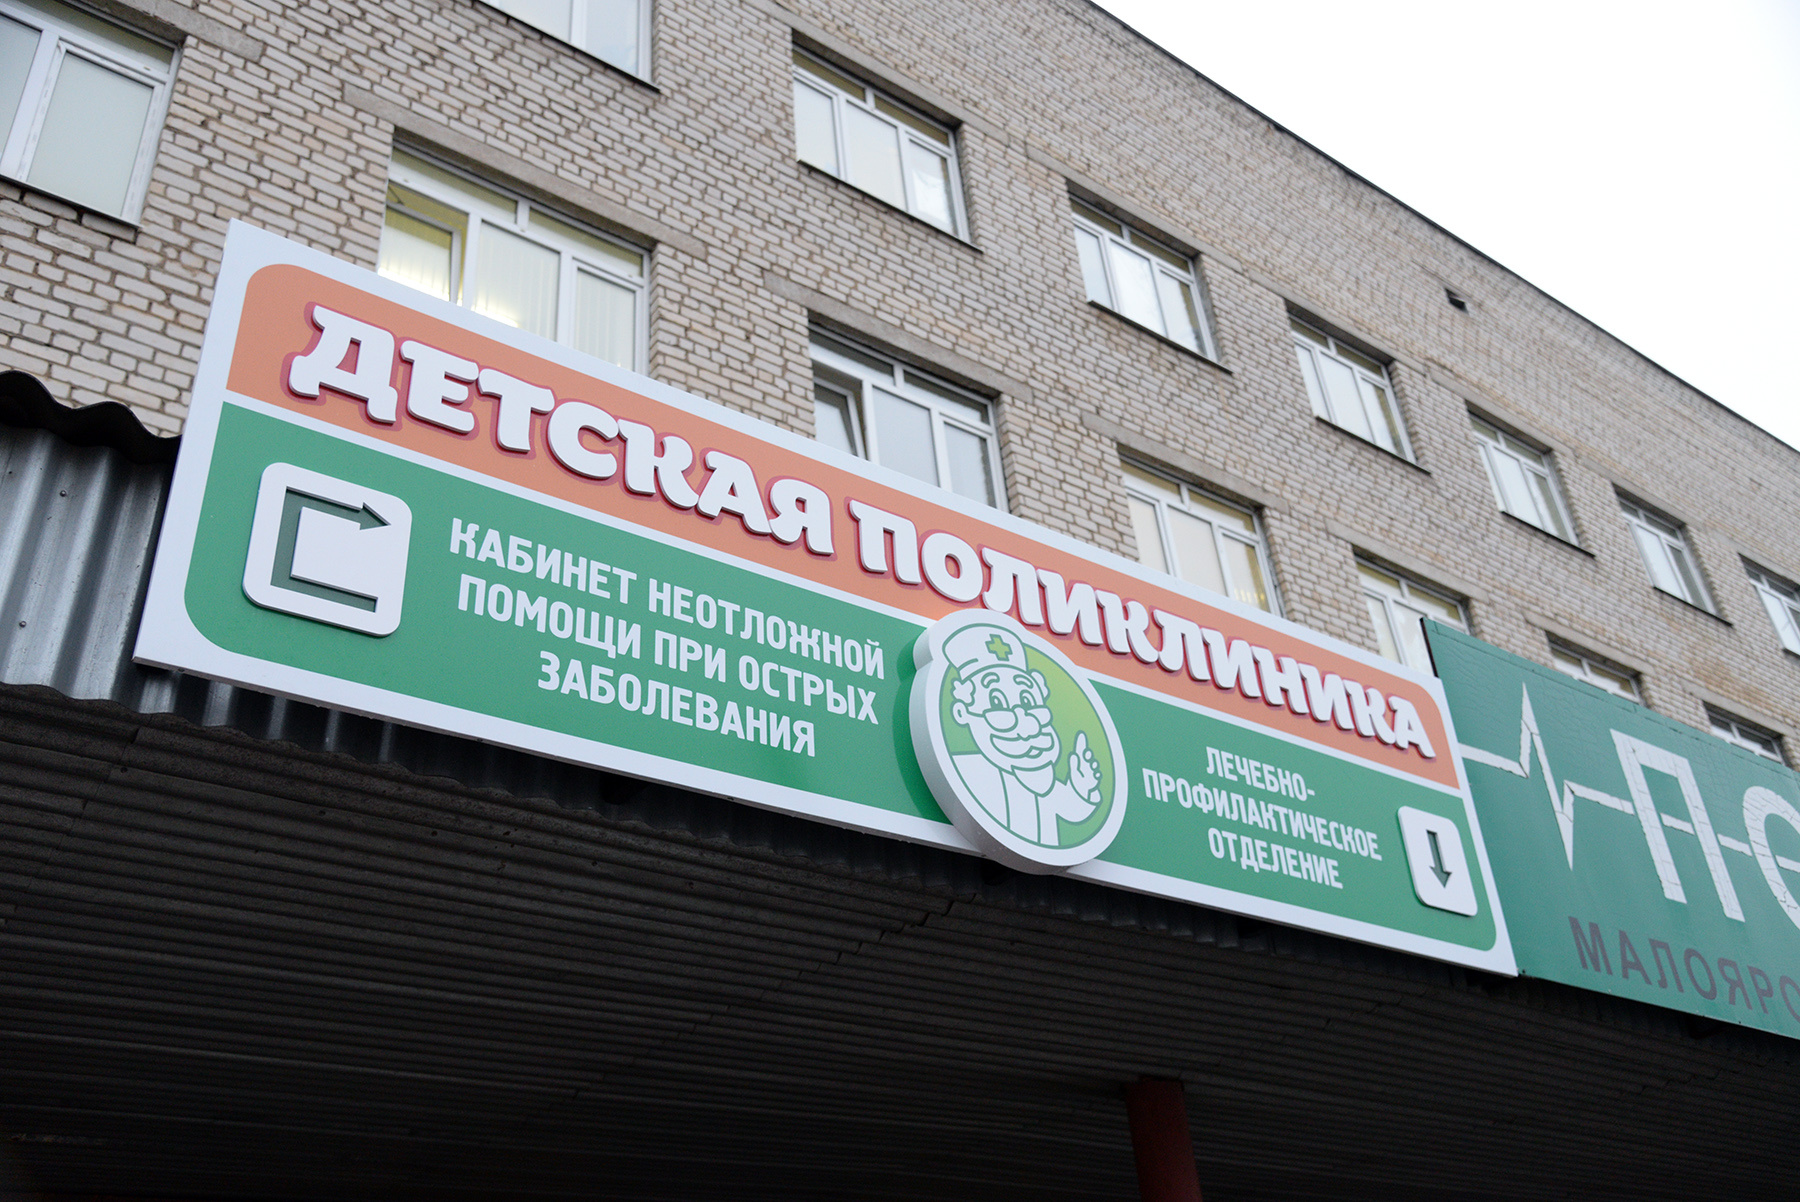 ДЕТСКАЯ ПОЛИКЛИНИКА
КАБИНЕТ НЕОТЛОЖНОЙ
ПОМОЩИ ПРИ ОСТРЫХ
ЗАБОЛЕВАНИЯ
ЛЕЧЕБНО-
ПРОФИЛАКТИЧЕСКОЕ
ОТДЕЛЕНИЕ